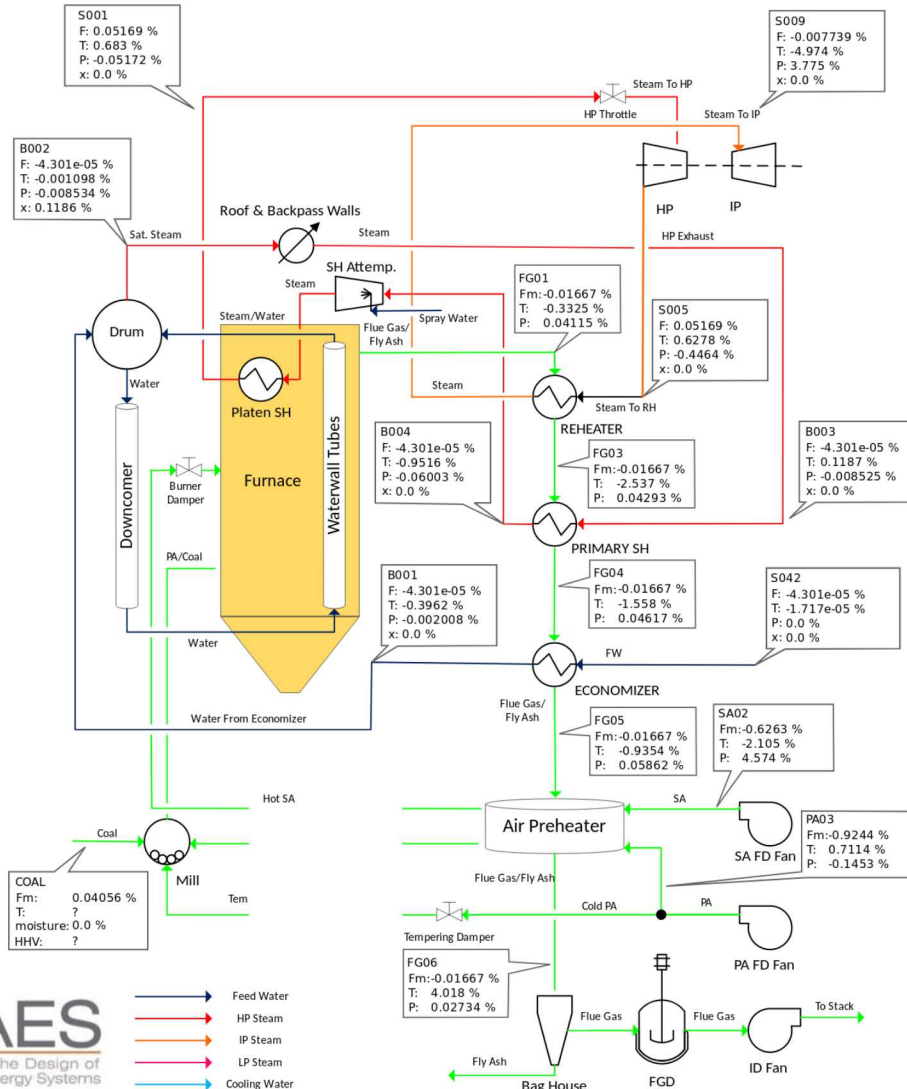 S001
F: 0.05169 %
T: 0.683 %
P: -0.05172 %
x: 0.0 %
S009
F: -0.007739 %
T: -4.974 %
P: 3.775 %
x: 0.0 %
Steam To HP
HP Throttle
Steam To IP
B002
F: -4.301e-05 %
T: -0.001098 %
P: -0.008534 %
x: 0.1186 %
HP
IP
Roof & Backpass Walls
Sat. Steam
Steam
HP Exhaust
SH Attemp.
Steam
FG01
Fm:-0.01667 %
T: -0.3325 %
P: 0.04115 %
S005
F: 0.05169 %
T: 0.6278 %
P: -0.4464 %
x: 0.0 %
Drum
Steam/Water
Flue Gas/
Fly Ash
Spray Water
Water
Platen SH
Steam
Steam To RH
REHEATER
Downcomer
Waterwall Tubes
Furnace
Burner
Damper
B004
F: -4.301e-05 %
T: -0.9516 %
P: -0.06003 %
x: 0.0 %
FG03
Fm:-0.01667 %
T: -2.537 %
P: 0.04293 %
B003
F: -4.301e-05 %
T: 0.1187 %
P: -0.008525 %
x: 0.0 %
PRIMARY SH
PA/Coal
B001
F: -4.301e-05 %
T: -0.3962 %
P: -0.002008 %
x: 0.0 %
FG04
Fm:-0.01667 %
T: -1.558 %
P: 0.04617 %
S042
F: -4.301e-05 %
T: -1.717e-05 %
P: 0.0 %
x: 0.0 %
Water
FW
ECONOMIZER
Flue Gas/
Fly Ash
Water From Economizer
FG05
Fm:-0.01667 %
T: -0.9354 %
P: 0.05862 %
SA02
Fm:-0.6263 %
T: -2.105 %
P: 4.574 %
Hot SA
SA
Air Preheater
SA FD Fan
PA03
Fm:-0.9244 %
T: 0.7114 %
P: -0.1453 %
Coal
Mill
COAL
Fm: 0.04056 %
T: ?
moisture: 0.0 %
HHV: ?
Flue Gas/Fly Ash
Tem
Cold PA
PA
Tempering Damper
PA FD Fan
FG06
Fm:-0.01667 %
T: 4.018 %
P: 0.02734 %
AES
the Design of
ergy Systems
Feed Water
HP Steam
IP Steam
LP Steam
Cooling Water
Flue Gas
Flue Gas
To Stack
Fly Ash
Bag House
FGD
ID Fan